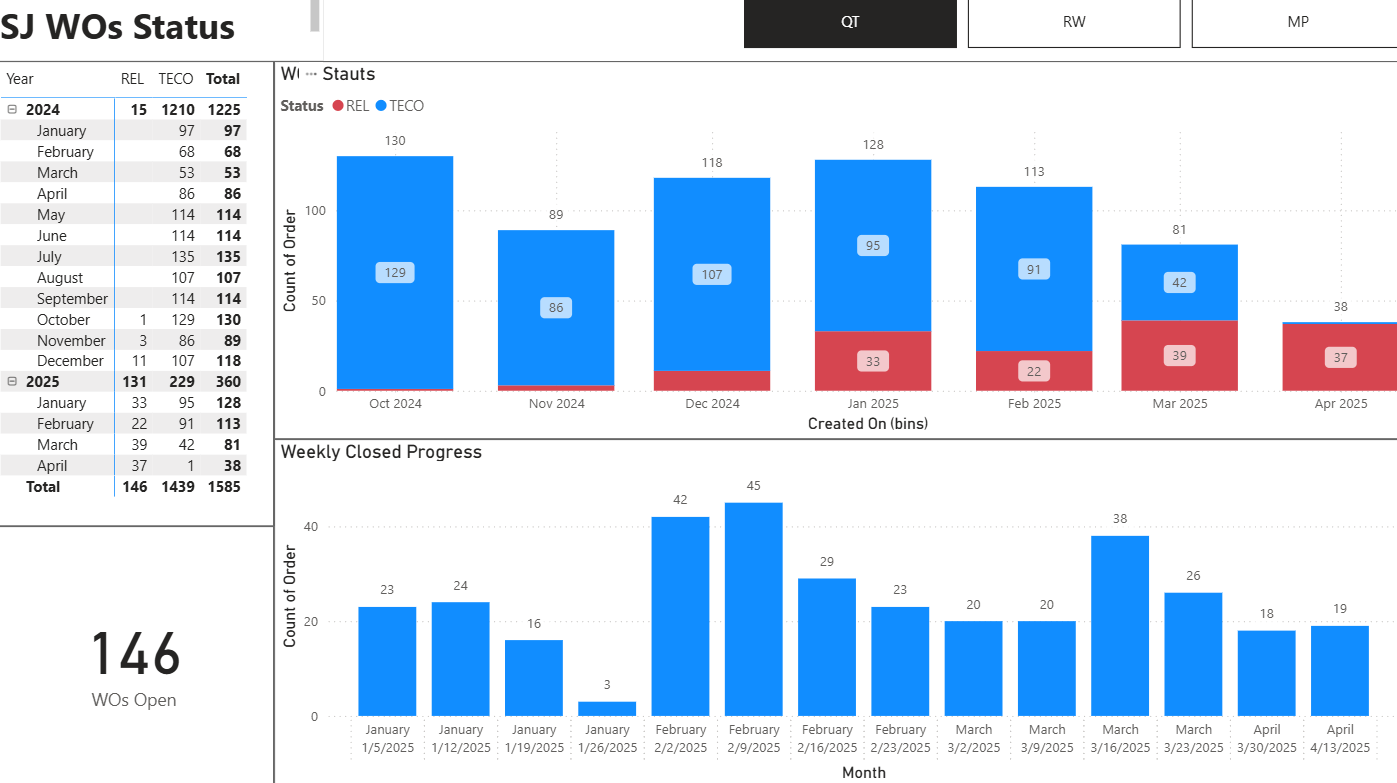 SJ WOs Status
QT
RW
MP
Year REL TECO Total
2024 15 1210 1225
January 97 97
February 68 68
March 53 53
April 86 86
May 114 114
June 114 114
July 135 135
August 107 107
September 114 114
October 1 129 130
November 3 86 89
December 11 107 118
2025 131 229 360
January 33 95 128
February 22 91 113
March 39 42 81
April 37 1 38
Total 146 1439 1585
146
WOs Open
Stauts
Status REL TECO
Count of Order
100
50
0
130
89
118
128
113
81
38
129
86
107
95
91
42
33
22
39
37
Oct 2024
Nov 2024
Dec 2024
Jan 2025
Feb 2025
Mar 2025
Apr 2025
Created On (bins)
Weekly Closed Progress
Count of Order
40
20
0
23
24
16
3
42
45
29
23
20
20
38
26
18
19
January
1/5/2025
January
1/12/2025
January
1/19/2025
January
1/26/2025
February
2/2/2025
February
2/9/2025
February
2/16/2025
February
2/23/2025
March
3/2/2025
March
3/9/2025
March
3/16/2025
March
3/23/2025
April
3/30/2025
April
4/13/2025
Month